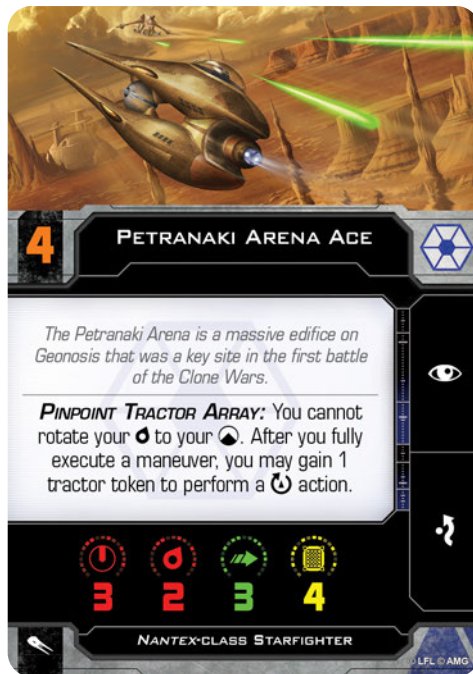 4 PETRANAKI ARENA ACE
The Petranaki Arena is a massive edifice on
Geonosis that was a key site in the first battle
of the Clone Wars.
PINPOINT TRACTOR ARRAY: You cannot
rotate your to your . After you fully
execute a maneuver, you may gain 1
tractor token to perform a action.
3 2 3 4
NANTEX-CLASS STARFIGHTER
© LFL © AMG